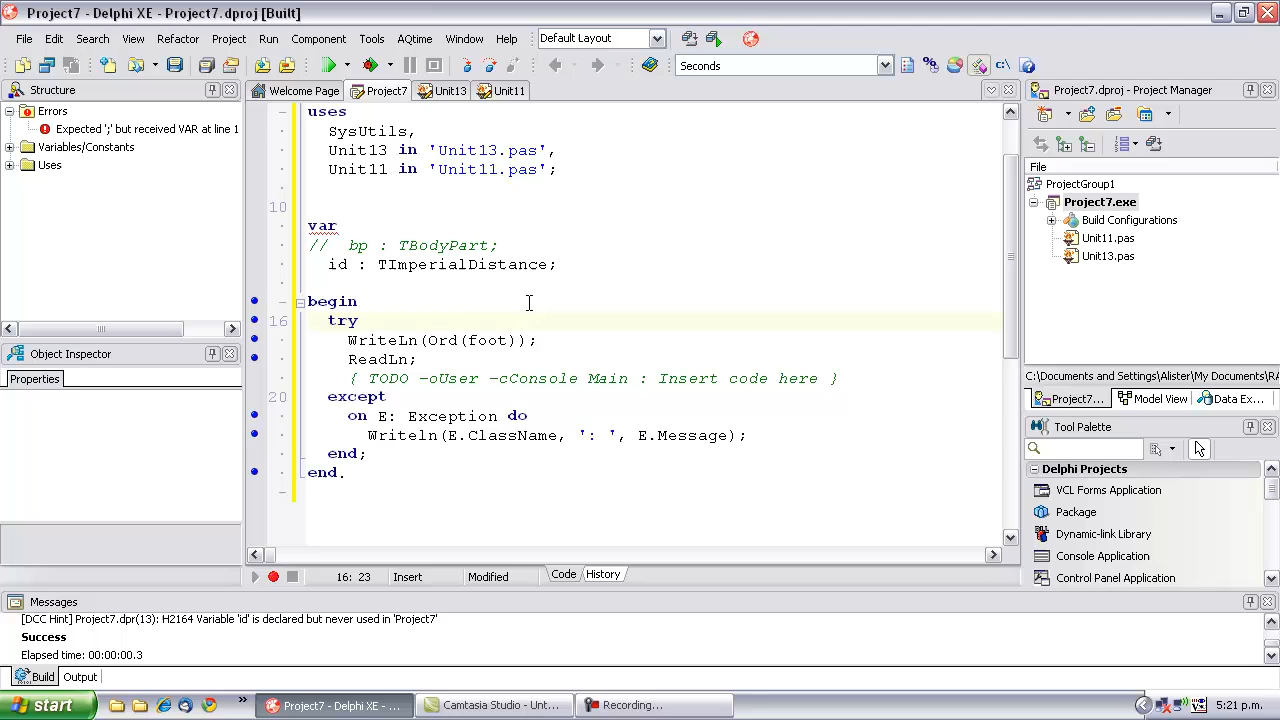 Project7 - Delphi XE - Project7.dproj [Built]
File Edit Search View Refactor Project Run Component Tools AQtime Window Help Default Layout
Seconds
Structure
Errors
Expected ';' but received VAR at line 1
Variables/Constants
Uses
Object Inspector
Properties
Welcome Page Project7 Unit13 Unit11
uses
SysUtils,
Unit13 in 'Unit13.pas',
Unit11 in 'Unit11.pas';
10
var
// bp : TBodyPart;
id : TImperialDistance;
begin
16 try
WriteLn(Ord(foot));
ReadLn;
{ TODO -oUser -cConsole Main : Insert code here }
20 except
on E: Exception do
Writeln(E.ClassName, ': ', E.Message);
end;
end.
16: 23 Insert Modified Code History
Project7.dproj - Project Manager
File
ProjectGroup1
Project7.exe
Build Configurations
Unit11.pas
Unit13.pas
C:\Documents and Settings\Alister\My Documents\RA
Project7... Model View Data Ex...
Tool Palette
Delphi Projects
VCL Forms Application
Package
Dynamic-link Library
Console Application
Control Panel Application
Messages
[DCC Hint] Project7.dpr(13): H2164 Variable 'id' is declared but never used in 'Project7'
Success
Elapsed time: 00:00:00.3
Build Output
start Project7 - Delphi XE - ... Camtasia Studio - Unt... Recording... 5:21 p.m.